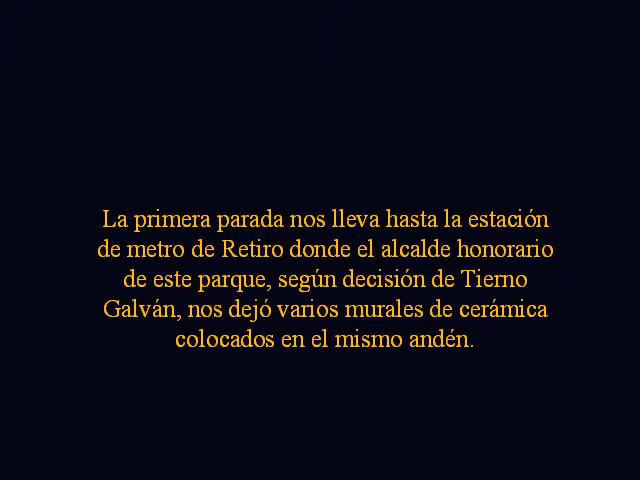 La primera parada nos lleva hasta la estación
de metro de Retiro donde el alcalde honorario
de este parque, según decisión de Tierno
Galván, nos dejó varios murales de cerámica
colocados en el mismo andén.